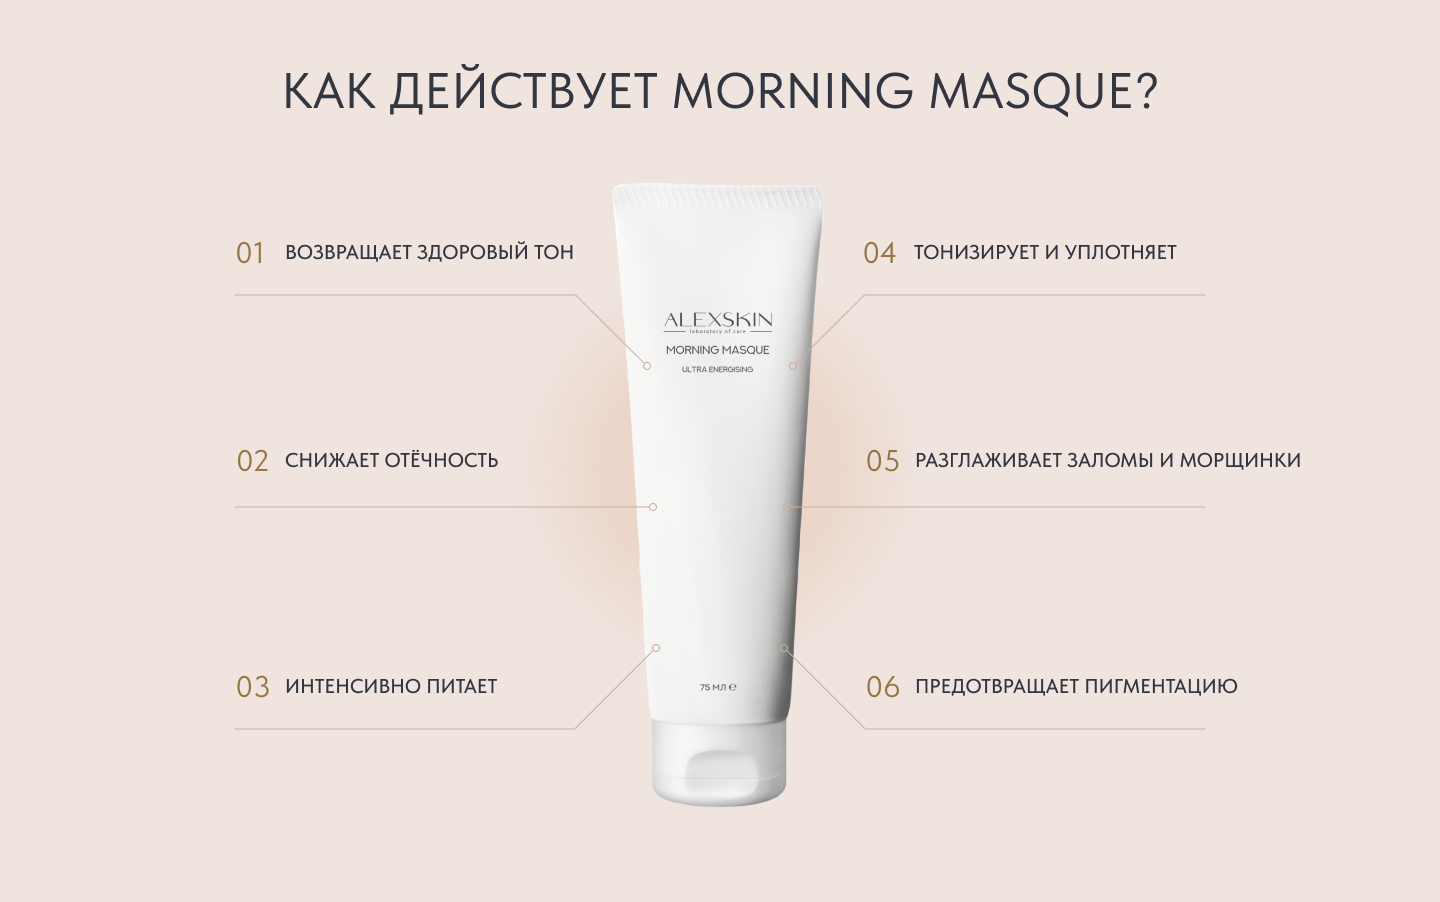 КАК ДЕЙСТВУЕТ MORNING MASQUE?
01 ВОЗВРАЩАЕТ ЗДОРОВЫЙ ТОН
02 СНИЖАЕТ ОТЁЧНОСТЬ
03 ИНТЕНСИВНО ПИТАЕТ
ALEXSKIN
laboratory of care
MORNING MASQUE
ULTRA ENERGISING
75 МЛ ℮
04 ТОНИЗИРУЕТ И УПЛОТНЯЕТ
05 РАЗГЛАЖИВАЕТ ЗАЛОМЫ И МОРЩИНКИ
06 ПРЕДОТВРАЩАЕТ ПИГМЕНТАЦИЮ